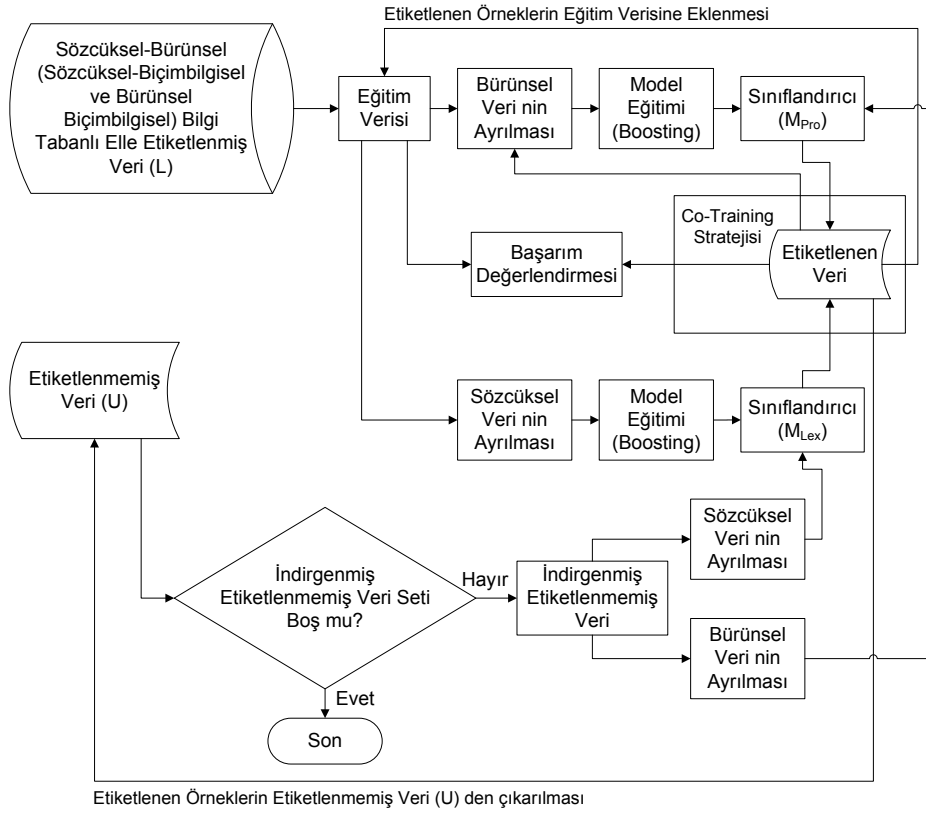 Etiketlenen Örneklerin Eğitim Verisine Eklenmesi
Sözcüksel-Bürünsel
(Sözcüksel-Biçimbilgisel
ve Bürünsel
Biçimbilgisel) Bilgi
Tabanlı Elle Etiketlenmiş
Veri (L)
Eğitim
Verisi
Bürünsel
Veri nin
Ayrılması
Model
Eğitimi
(Boosting)
Sınıflandırıcı
(MPro)
Co-Training
Stratejisi
Etiketlenen
Veri
Başarım
Değerlendirmesi
Etiketlenmemiş
Veri (U)
Sözcüksel
Veri nin
Ayrılması
Model
Eğitimi
(Boosting)
Sınıflandırıcı
(MLex)
İndirgenmiş
Etiketlenmemiş Veri Seti
Boş mu?
Hayır
İndirgenmiş
Etiketlenmemiş
Veri
Sözcüksel
Veri nin
Ayrılması
Bürünsel
Veri nin
Ayrılması
Evet
Son
Etiketlenen Örneklerin Etiketlenmemiş Veri (U) den çıkarılması